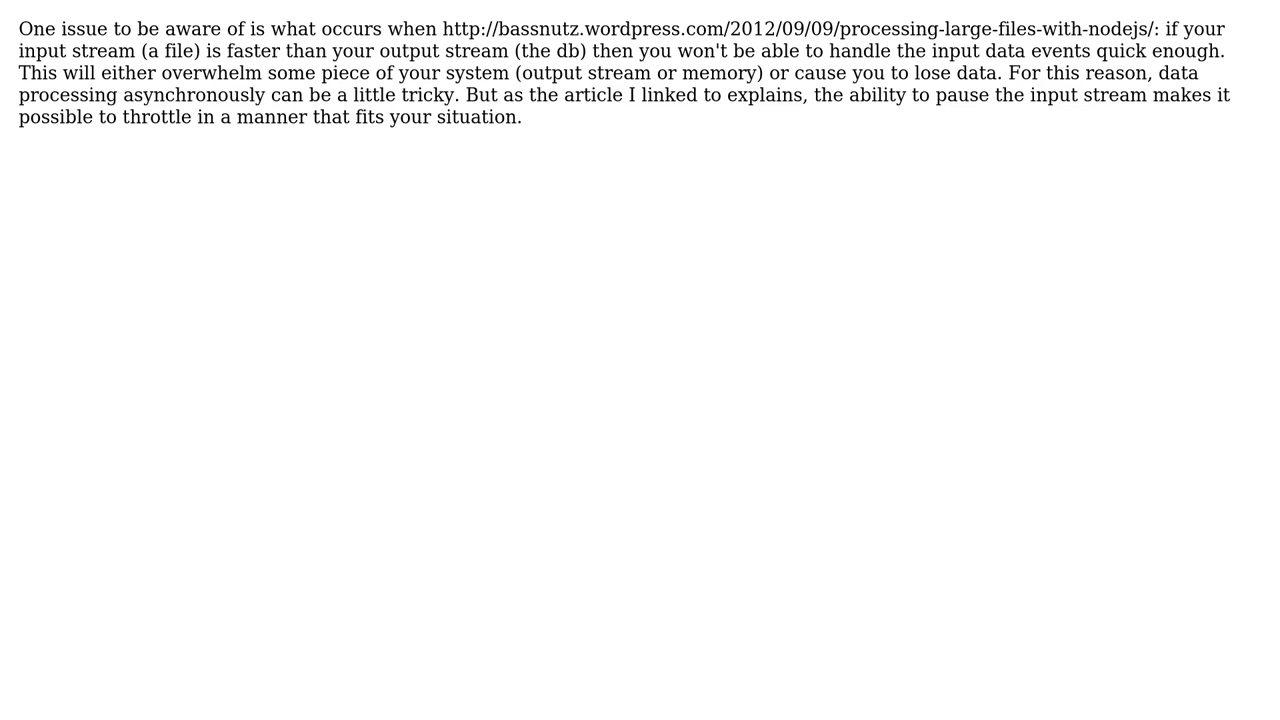 One issue to be aware of is what occurs when http://bassnutz.wordpress.com/2012/09/09/processing-large-files-with-nodejs/: if your
input stream (a file) is faster than your output stream (the db) then you won't be able to handle the input data events quick enough.
This will either overwhelm some piece of your system (output stream or memory) or cause you to lose data. For this reason, data
processing asynchronously can be a little tricky. But as the article I linked to explains, the ability to pause the input stream makes it
possible to throttle in a manner that fits your situation.